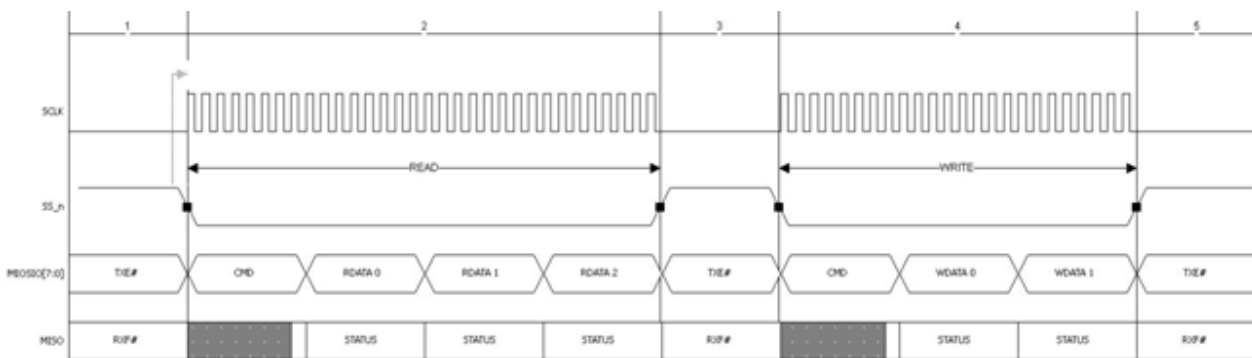 1 2 3 4 5
SCLK
READ WRITE
SS_n
MIOSIO[7:0] TXE# CMD RDATA 0 RDATA 1 RDATA 2 TXE# CMD WDATA 0 WDATA 1 TXE#
MISO RXF# STATUS STATUS STATUS RXF# STATUS STATUS RXF#